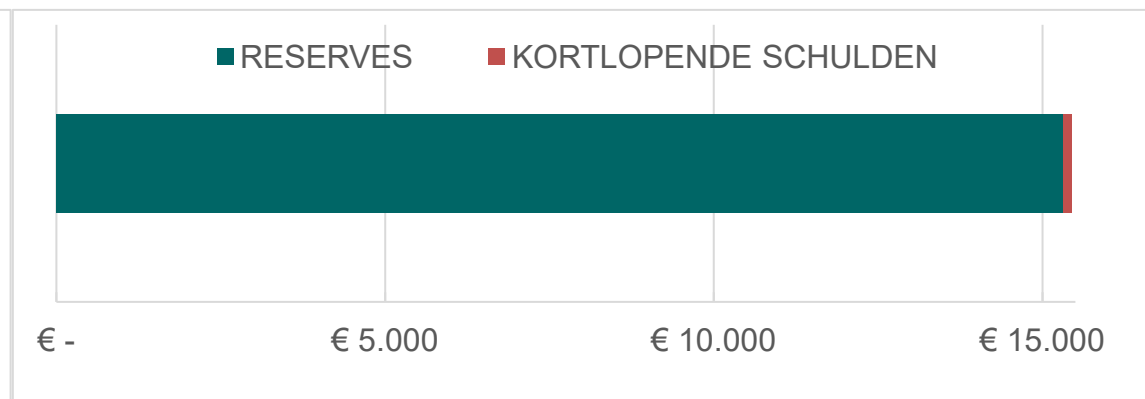 RESERVES KORTLOPENDE SCHULDEN
€ - € 5.000 € 10.000 € 15.000